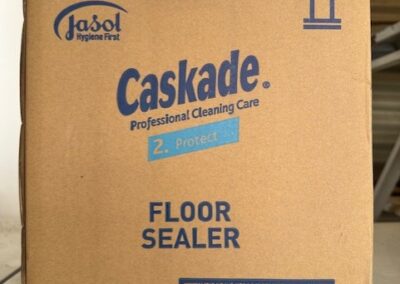 Jasol
Hygiene First
Caskade®
Professional Cleaning Care
2. Protect
FLOOR
SEALER